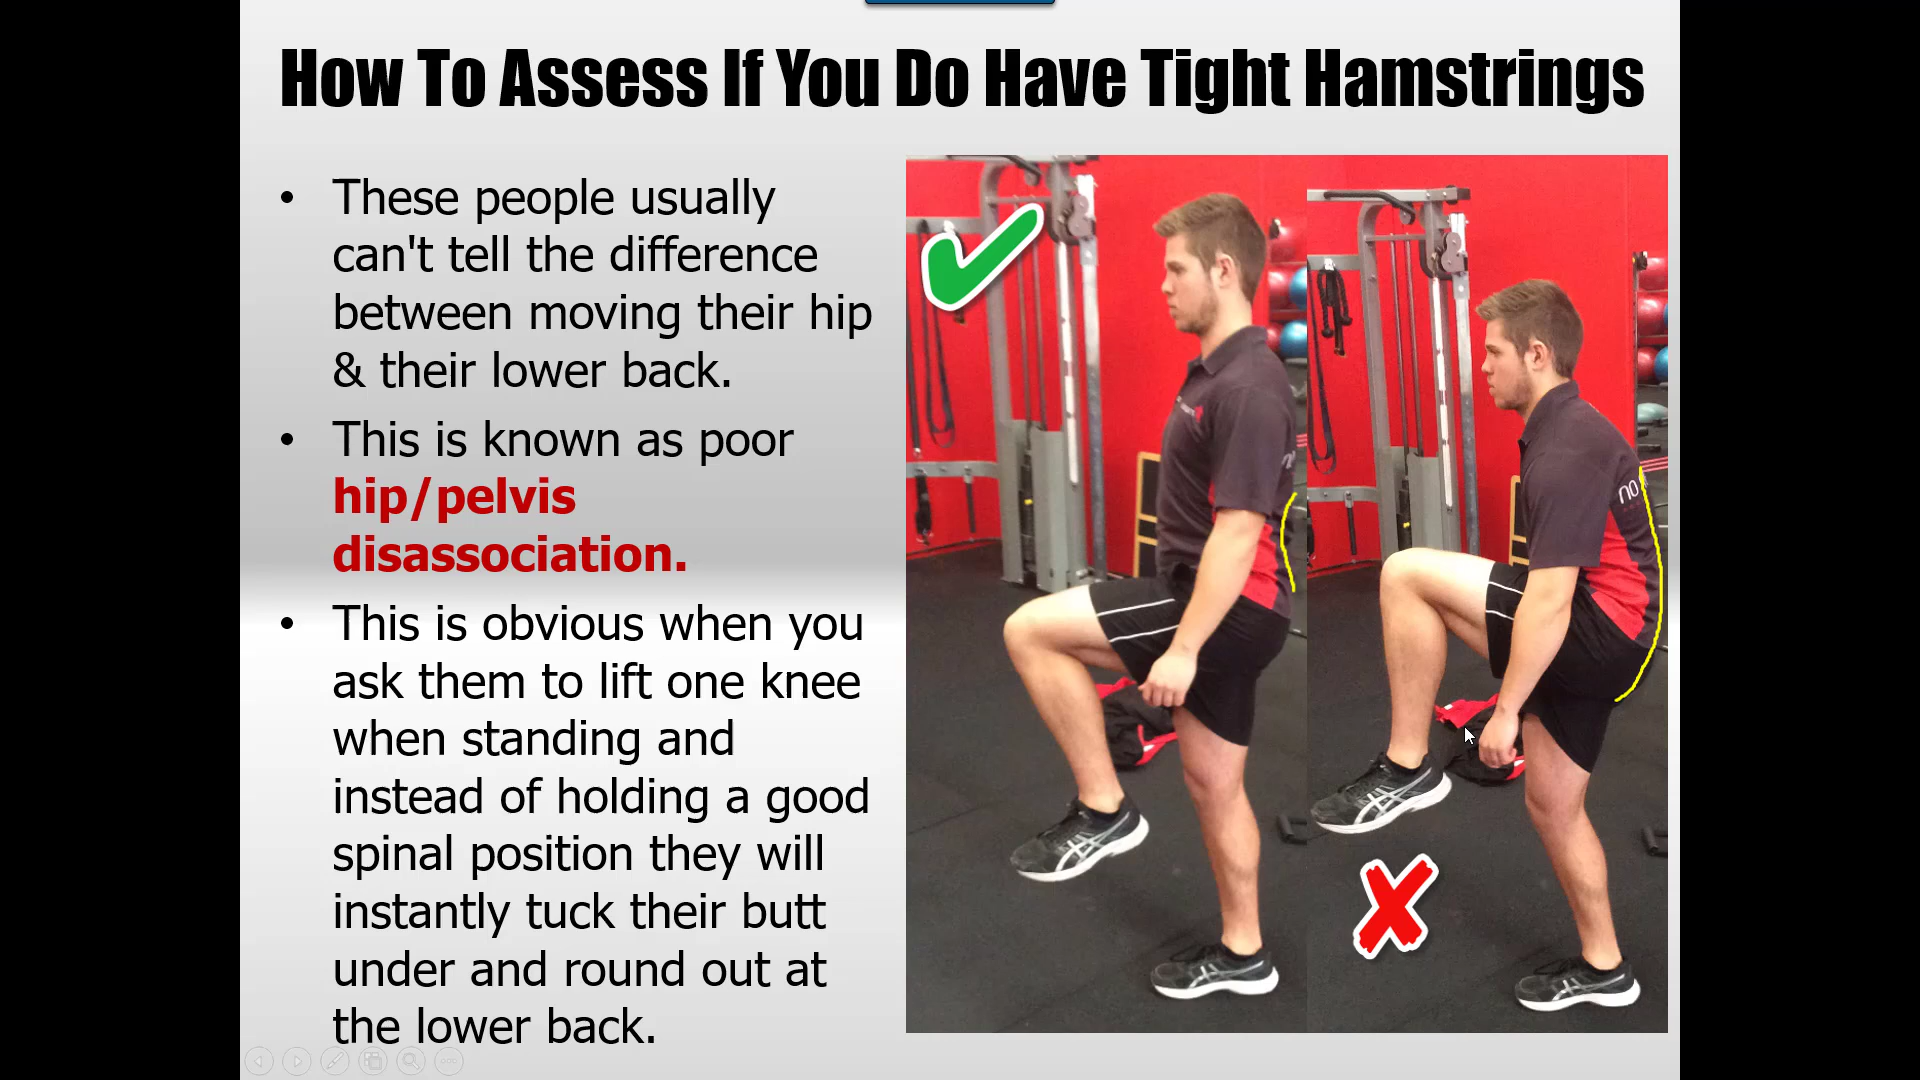 How To Assess If You Do Have Tight Hamstrings
• These people usually
can't tell the difference
between moving their hip
& their lower back.
• This is known as poor
hip/pelvis
disassociation.
• This is obvious when you
ask them to lift one knee
when standing and
instead of holding a good
spinal position they will
instantly tuck their butt
under and round out at
the lower back.
no